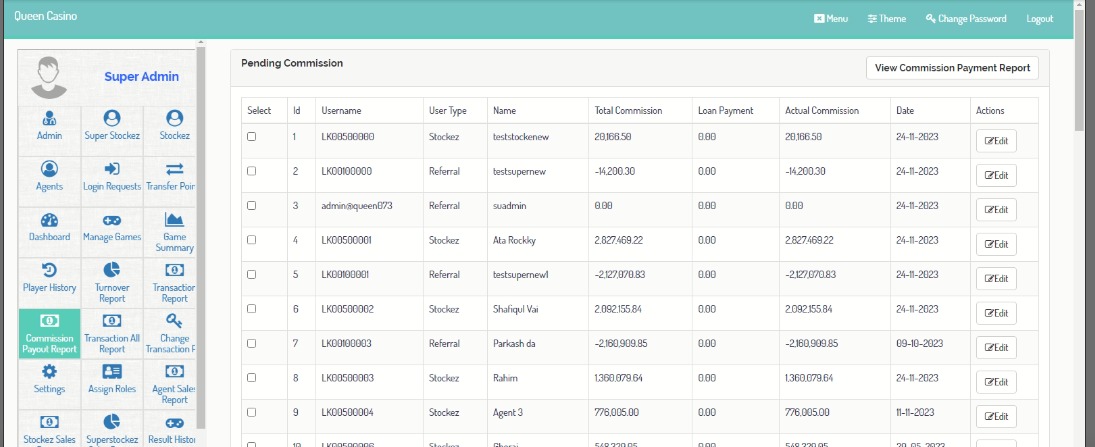 Queen Casino
Menu Theme Change Password Logout
Super Admin
Admin Super Stockez Stockez
Agents Login Requests Transfer Poin
Dashboard Manage Games Game Summary
Player History Turnover Report Transaction Report
Commission Payout Report Transaction All Report Change Transaction P
Settings Assign Roles Agent Sales Report
Stockez Sales Superstockez Result Histor
Pending Commission
View Commission Payment Report
Select Id Username User Type Name Total Commission Loan Payment Actual Commission Date Actions
1 LK00500000 Stockez teststockenew 20,166.50 0.00 20,166.50 24-11-2023 Edit
2 LK00100000 Referral testsupernew -14,200.30 0.00 -14,200.30 24-11-2023 Edit
3 admin@queen073 Referral suadmin 0.00 0.00 0.00 24-11-2023 Edit
4 LK00500001 Stockez Ata Rockky 2,827,469.22 0.00 2,827,469.22 24-11-2023 Edit
5 LK00100001 Referral testsupernew1 -2,127,070.83 0.00 -2,127,070.83 24-11-2023 Edit
6 LK00500002 Stockez Shafiqul Vai 2,092,155.84 0.00 2,092,155.84 24-11-2023 Edit
7 LK00100003 Referral Parkash da -2,160,909.85 0.00 -2,160,909.85 09-10-2023 Edit
8 LK00500003 Stockez Rahim 1,360,079.64 0.00 1,360,079.64 24-11-2023 Edit
9 LK00500004 Stockez Agent 3 776,005.00 0.00 776,005.00 11-11-2023 Edit